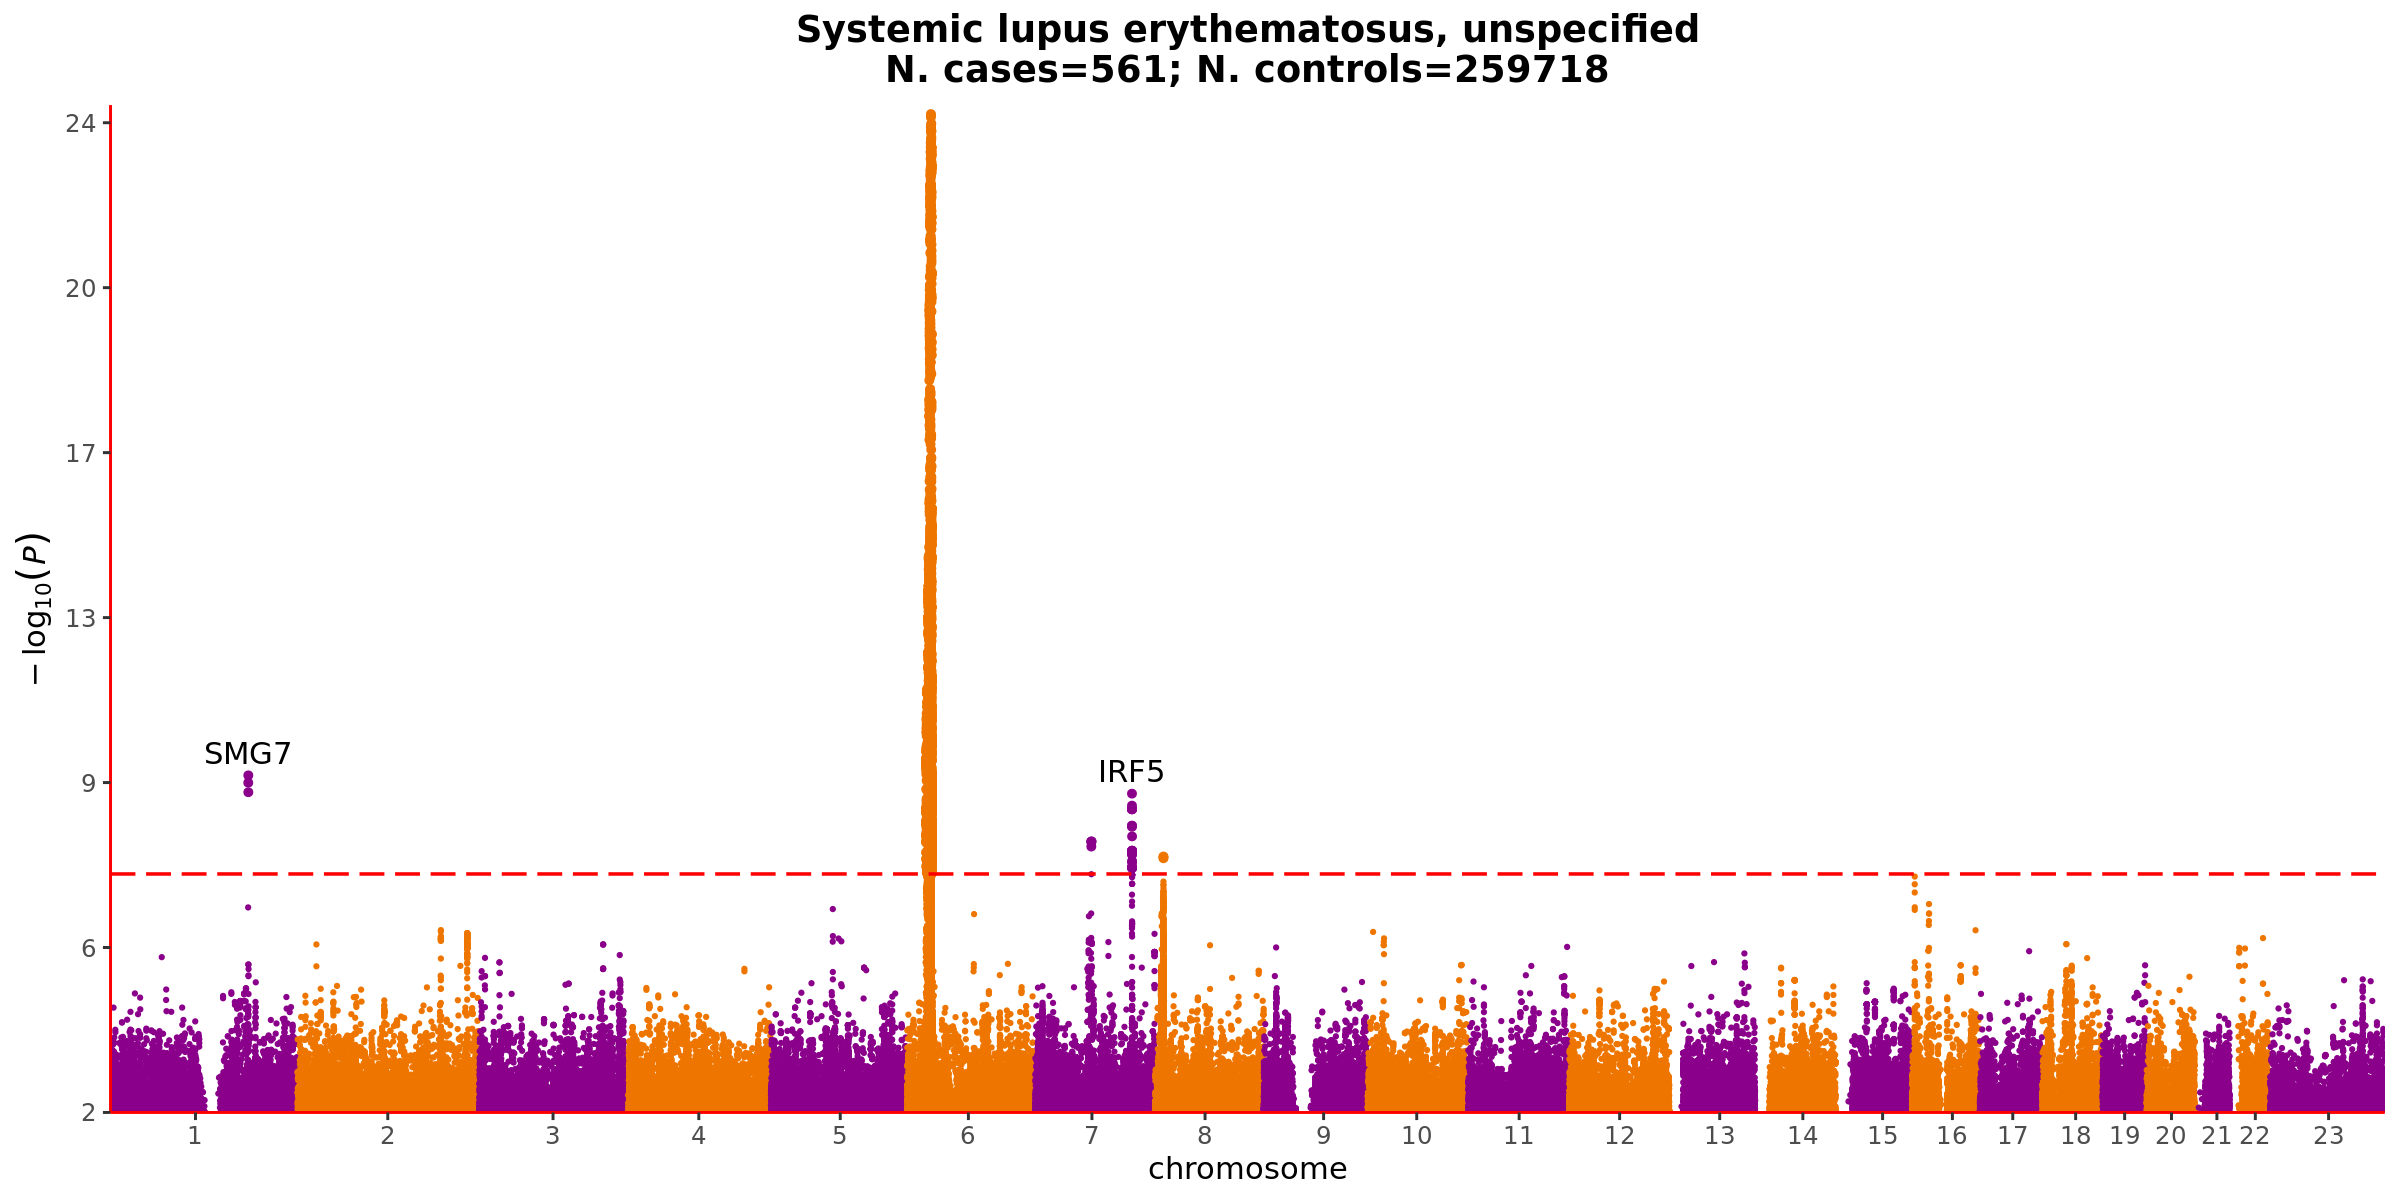 Systemic lupus erythematosus, unspecified
N. cases=561; N. controls=259718
24
20
17
13
9
6
2
−log₁₀(P)
SMG7
IRF5
1 2 3 4 5 6 7 8 9 10 11 12 13 14 15 16 17 18 19 20 21 22 23
chromosome